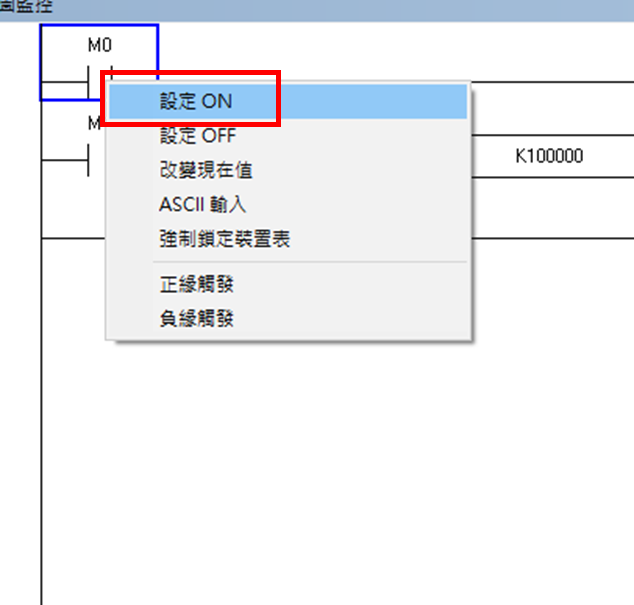 圖監控
M0
設定 ON
M
設定 OFF
K100000
改變現在值
ASCII 輸入
強制鎖定裝置表
正緣觸發
負緣觸發